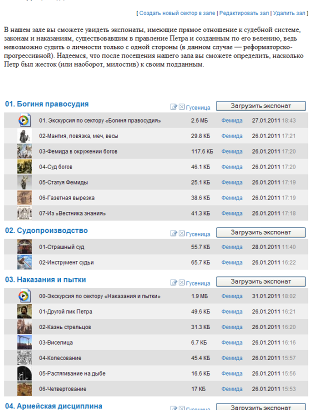 [ Создать новый сектор в зале | Редактировать зал | Удалить зал ]
В нашем зале вы сможете увидеть экспонаты, имеющие прямое отношение к судебной системе,
законам и наказаниям, существовавшим в правление Петра и созданным по его велению, ведь
невозможно судить о личности только с одной стороны (в данном случае — реформаторско-
прогрессивной). Надеемся, что после посещения нашего зала вы сможете определить, насколько
Петр был жесток (или наоборот, милостив) к своим подданным.
01. Богиня правосудия Гусеница Загрузить экспонат
01. Экскурсия по сектору «Богиня правосудия» 2.6 МБ Фемида 27.01.2011 18:43
02-Мантия, повязка, меч, весы 29.8 КБ Фемида 26.01.2011 17:21
03-Фемида в окружении богов 117.6 КБ Фемида 26.01.2011 17:20
04-Суд богов 46.1 КБ Фемида 26.01.2011 17:20
05-Статуя Фемиды 25.1 КБ Фемида 26.01.2011 17:19
06-Газетная вырезка 38.6 КБ Фемида 26.01.2011 17:19
07-Из «Вестника знания» 41.3 КБ Фемида 26.01.2011 17:18
02. Судопроизводство Гусеница Загрузить экспонат
01-Страшный суд 55.7 КБ Фемида 28.01.2011 11:40
02-Инструмент судьи 65.7 КБ Фемида 26.01.2011 16:22
03. Наказания и пытки Гусеница Загрузить экспонат
00-Экскурсия по сектору «Наказания и пытки» 1.9 МБ Фемида 31.01.2011 18:02
01-Другой лик Петра 49.6 КБ Фемида 26.01.2011 16:21
02-Казнь стрельцов 31.3 КБ Фемида 26.01.2011 16:20
03-Виселица 6.7 КБ Фемида 26.01.2011 16:16
04-Колесование 45.4 КБ Фемида 26.01.2011 15:57
05-Растягивание на дыбе 16.6 КБ Фемида 26.01.2011 15:56
06-Четвертование 17 КБ Фемида 26.01.2011 15:53
04. Армейская дисциплина Гусеница Загрузить экспонат